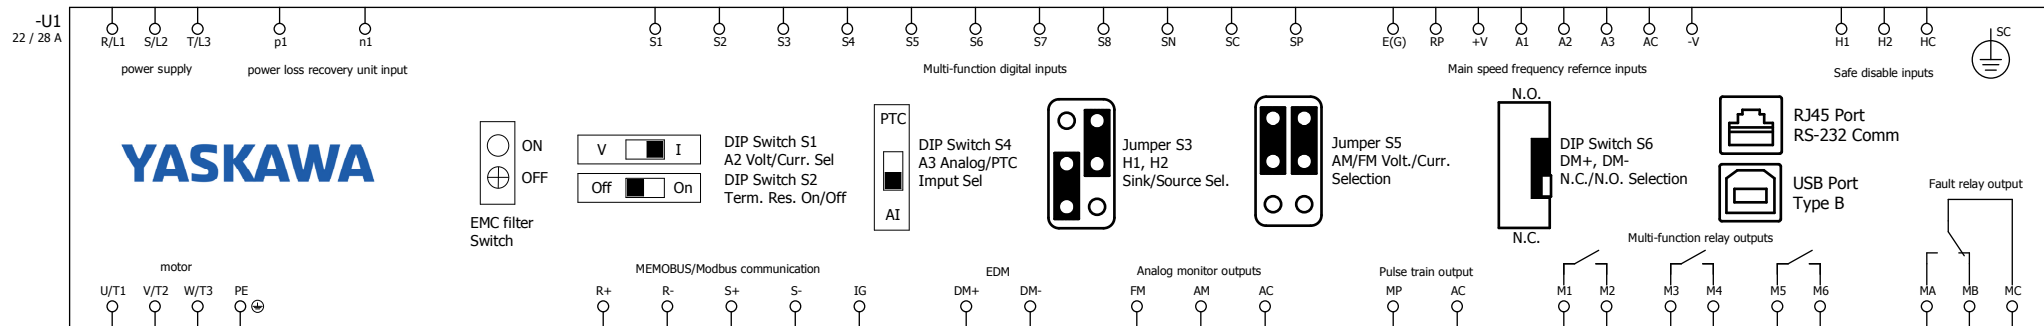 -U1
22 / 28 A
R/L1 S/L2 T/L3 p1 n1 S1 S2 S3 S4 S5 S6 S7 S8 SN SC SP E(G) RP +V A1 A2 A3 AC -V H1 H2 HC SC
power supply power loss recovery unit input Multi-function digital inputs Main speed frequency refernce inputs Safe disable inputs
YASKAWA
ON
OFF
EMC filter
Switch
V I
DIP Switch S1
A2 Volt/Curr. Sel
Off On
DIP Switch S2
Term. Res. On/Off
PTC
AI
DIP Switch S4
A3 Analog/PTC
Imput Sel
Jumper S3
H1, H2
Sink/Source Sel.
Jumper S5
AM/FM Volt./Curr.
Selection
N.O.
N.C.
DIP Switch S6
DM+, DM-
N.C./N.O. Selection
RJ45 Port
RS-232 Comm
USB Port
Type B
Fault relay output
Multi-function relay outputs
motor MEMOBUS/Modbus communication EDM Analog monitor outputs Pulse train output
U/T1 V/T2 W/T3 PE R+ R- S+ S- IG DM+ DM- FM AM AC MP AC M1 M2 M3 M4 M5 M6 MA MB MC